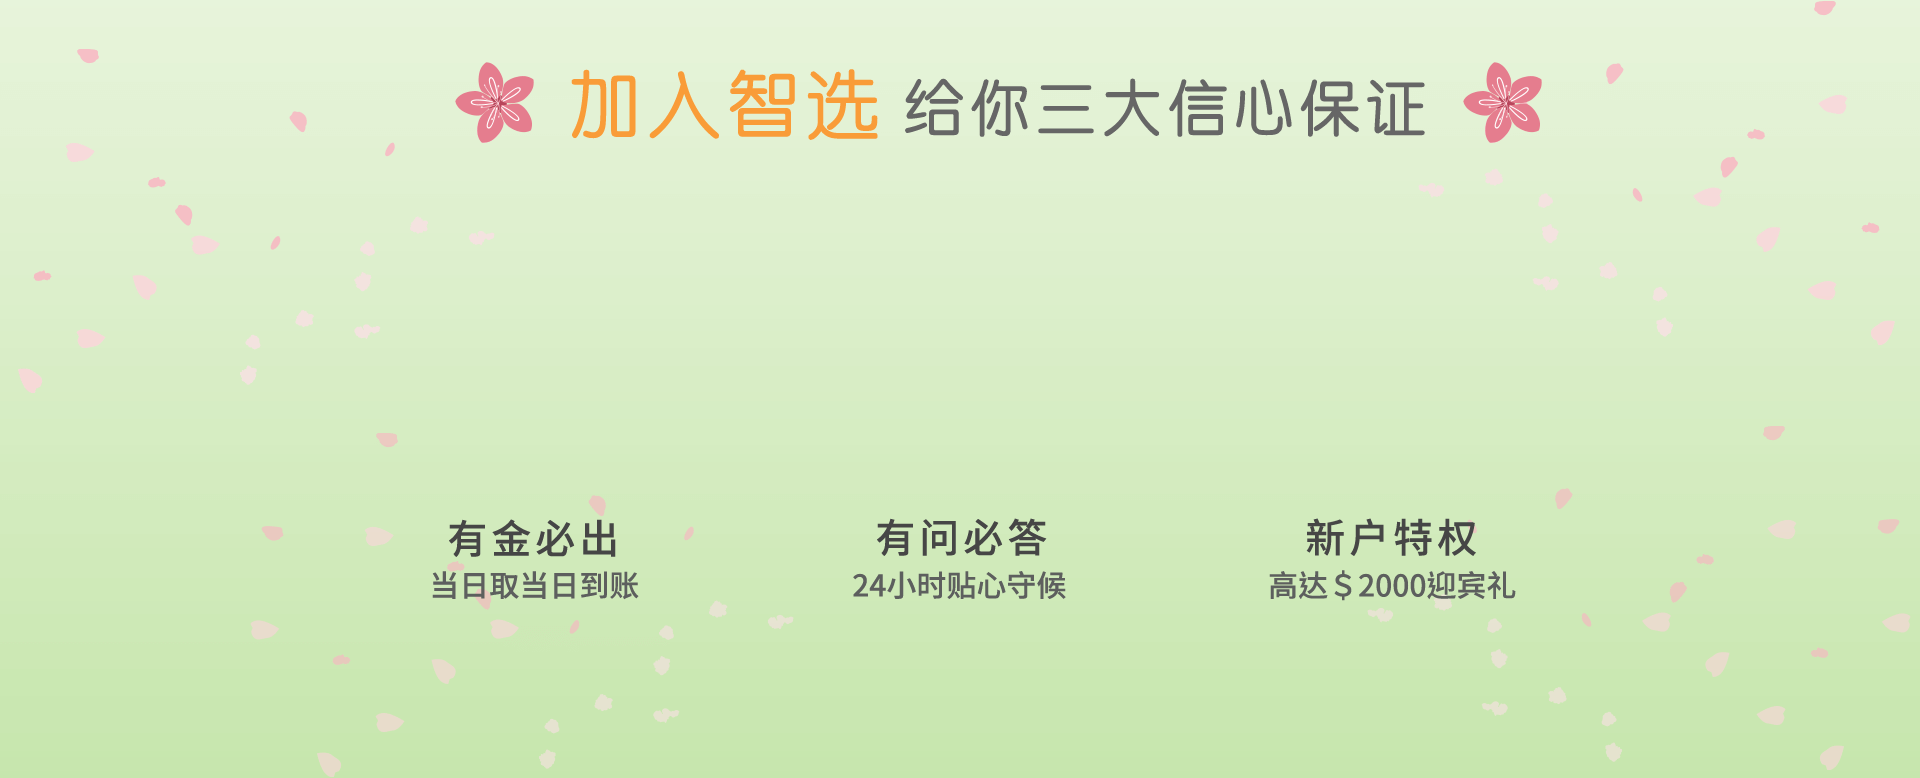 加入智选 给你三大信心保证
有金必出
当日取当日到账
有问必答
24小时贴心守候
新户特权
高达＄2000迎宾礼